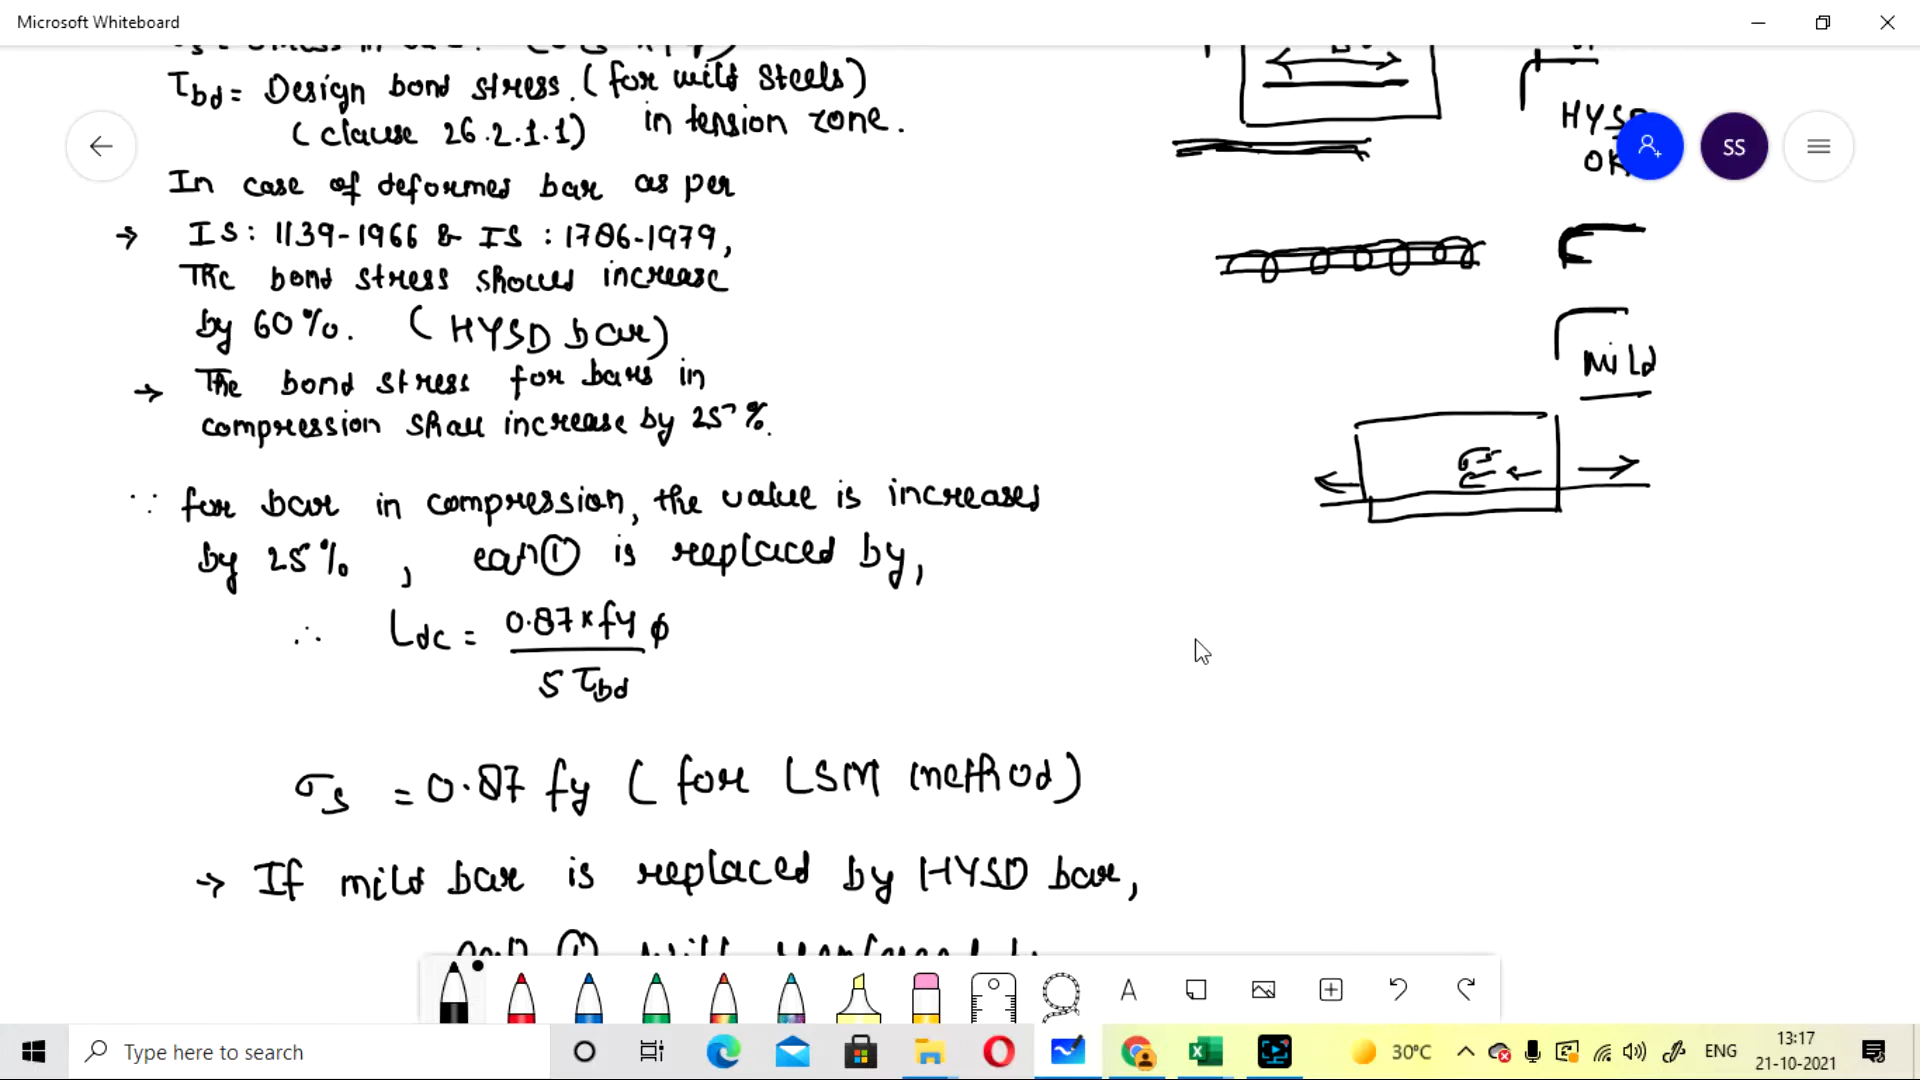 Microsoft Whiteboard
τbd = Design bond stress. (for mild steels)
(clause 26.2.1.1) in tension zone.
In case of deformes bar as per
→ IS: 1139-1966 & IS : 1786-1979,
The bond stress should increase
by 60%. (HYSD bar)
→ The bond stress for bars in
compression shall increase by 25%.
∵ for bar in compression, the value is increases
by 25%, eqn① is replaced by,
∴ Ldc = 0.87×fy ϕ
5 τbd
σs = 0.87 fy (for LSM method)
→ If mild bar is replaced by HYSD bar,
HYSD
OK
SS
mild
Type here to search
30°C
ENG
13:17
21-10-2021